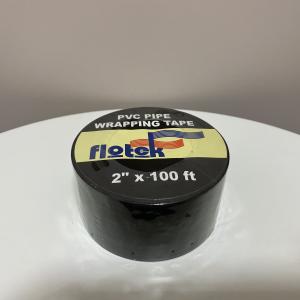 PVC PIPE
WRAPPING TAPE
flotek
2" x 100 ft